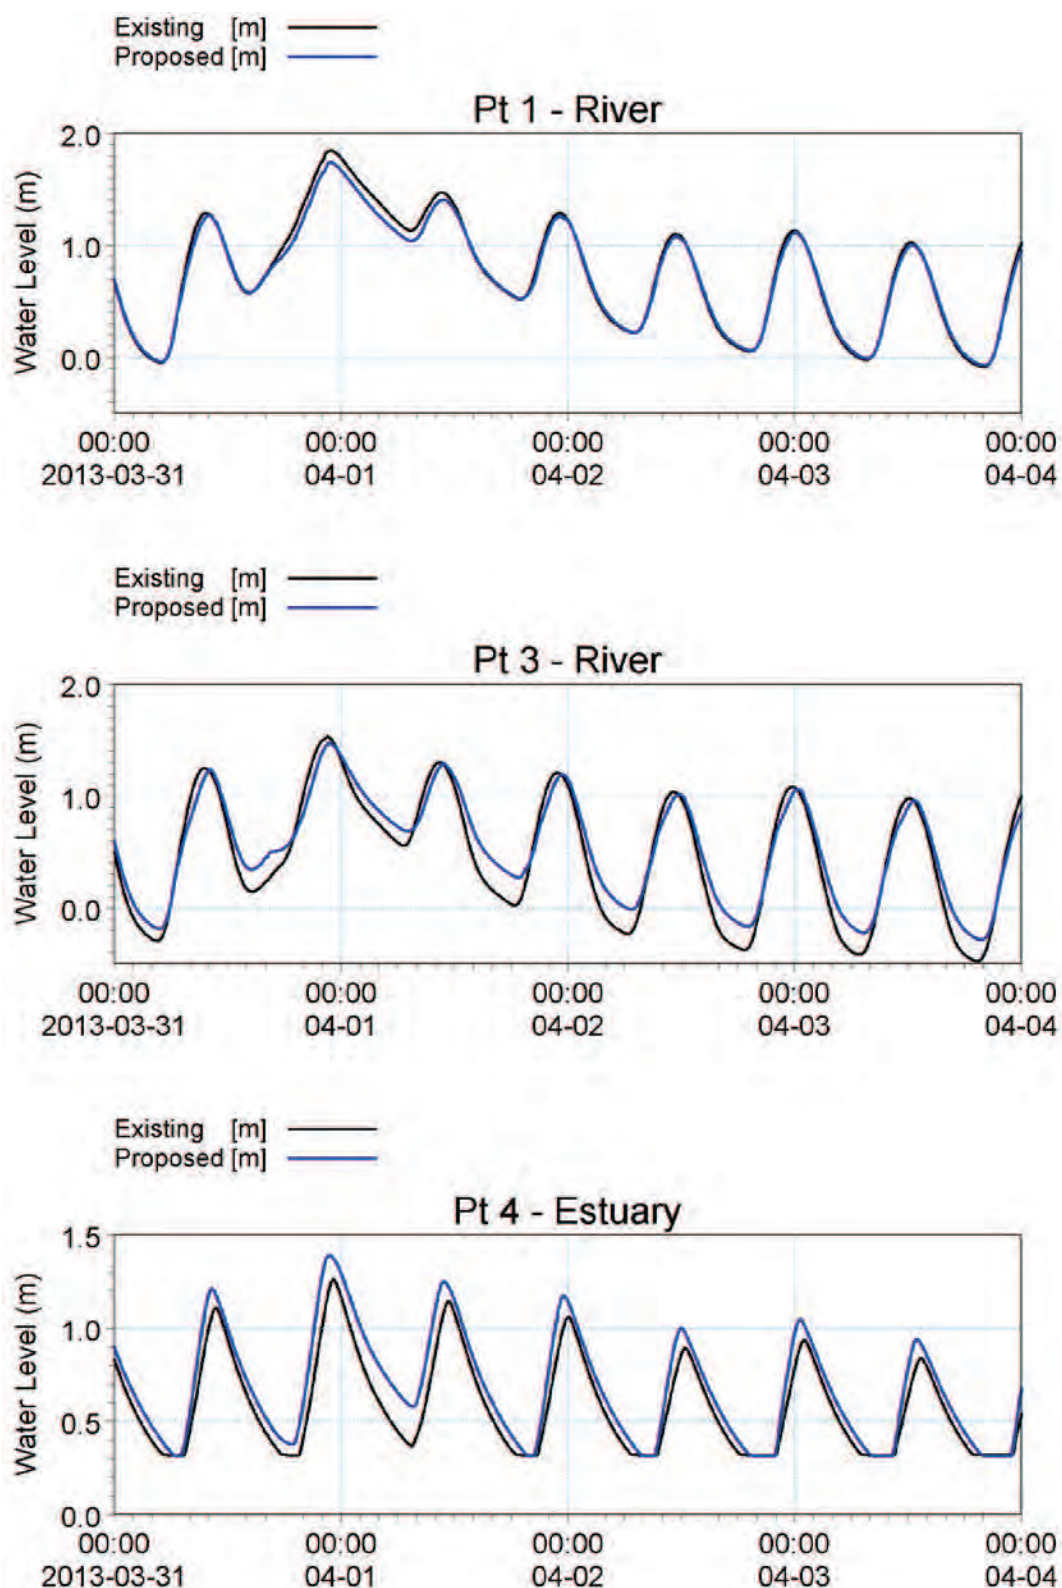 Existing [m]
Proposed [m]
Pt 1 - River
Water Level (m)
2.0
1.0
0.0
00:00 00:00 00:00 00:00 00:00
2013-03-31 04-01 04-02 04-03 04-04
Existing [m]
Proposed [m]
Pt 3 - River
Water Level (m)
2.0
1.0
0.0
00:00 00:00 00:00 00:00 00:00
2013-03-31 04-01 04-02 04-03 04-04
Existing [m]
Proposed [m]
Pt 4 - Estuary
Water Level (m)
1.5
1.0
0.5
0.0
00:00 00:00 00:00 00:00 00:00
2013-03-31 04-01 04-02 04-03 04-04